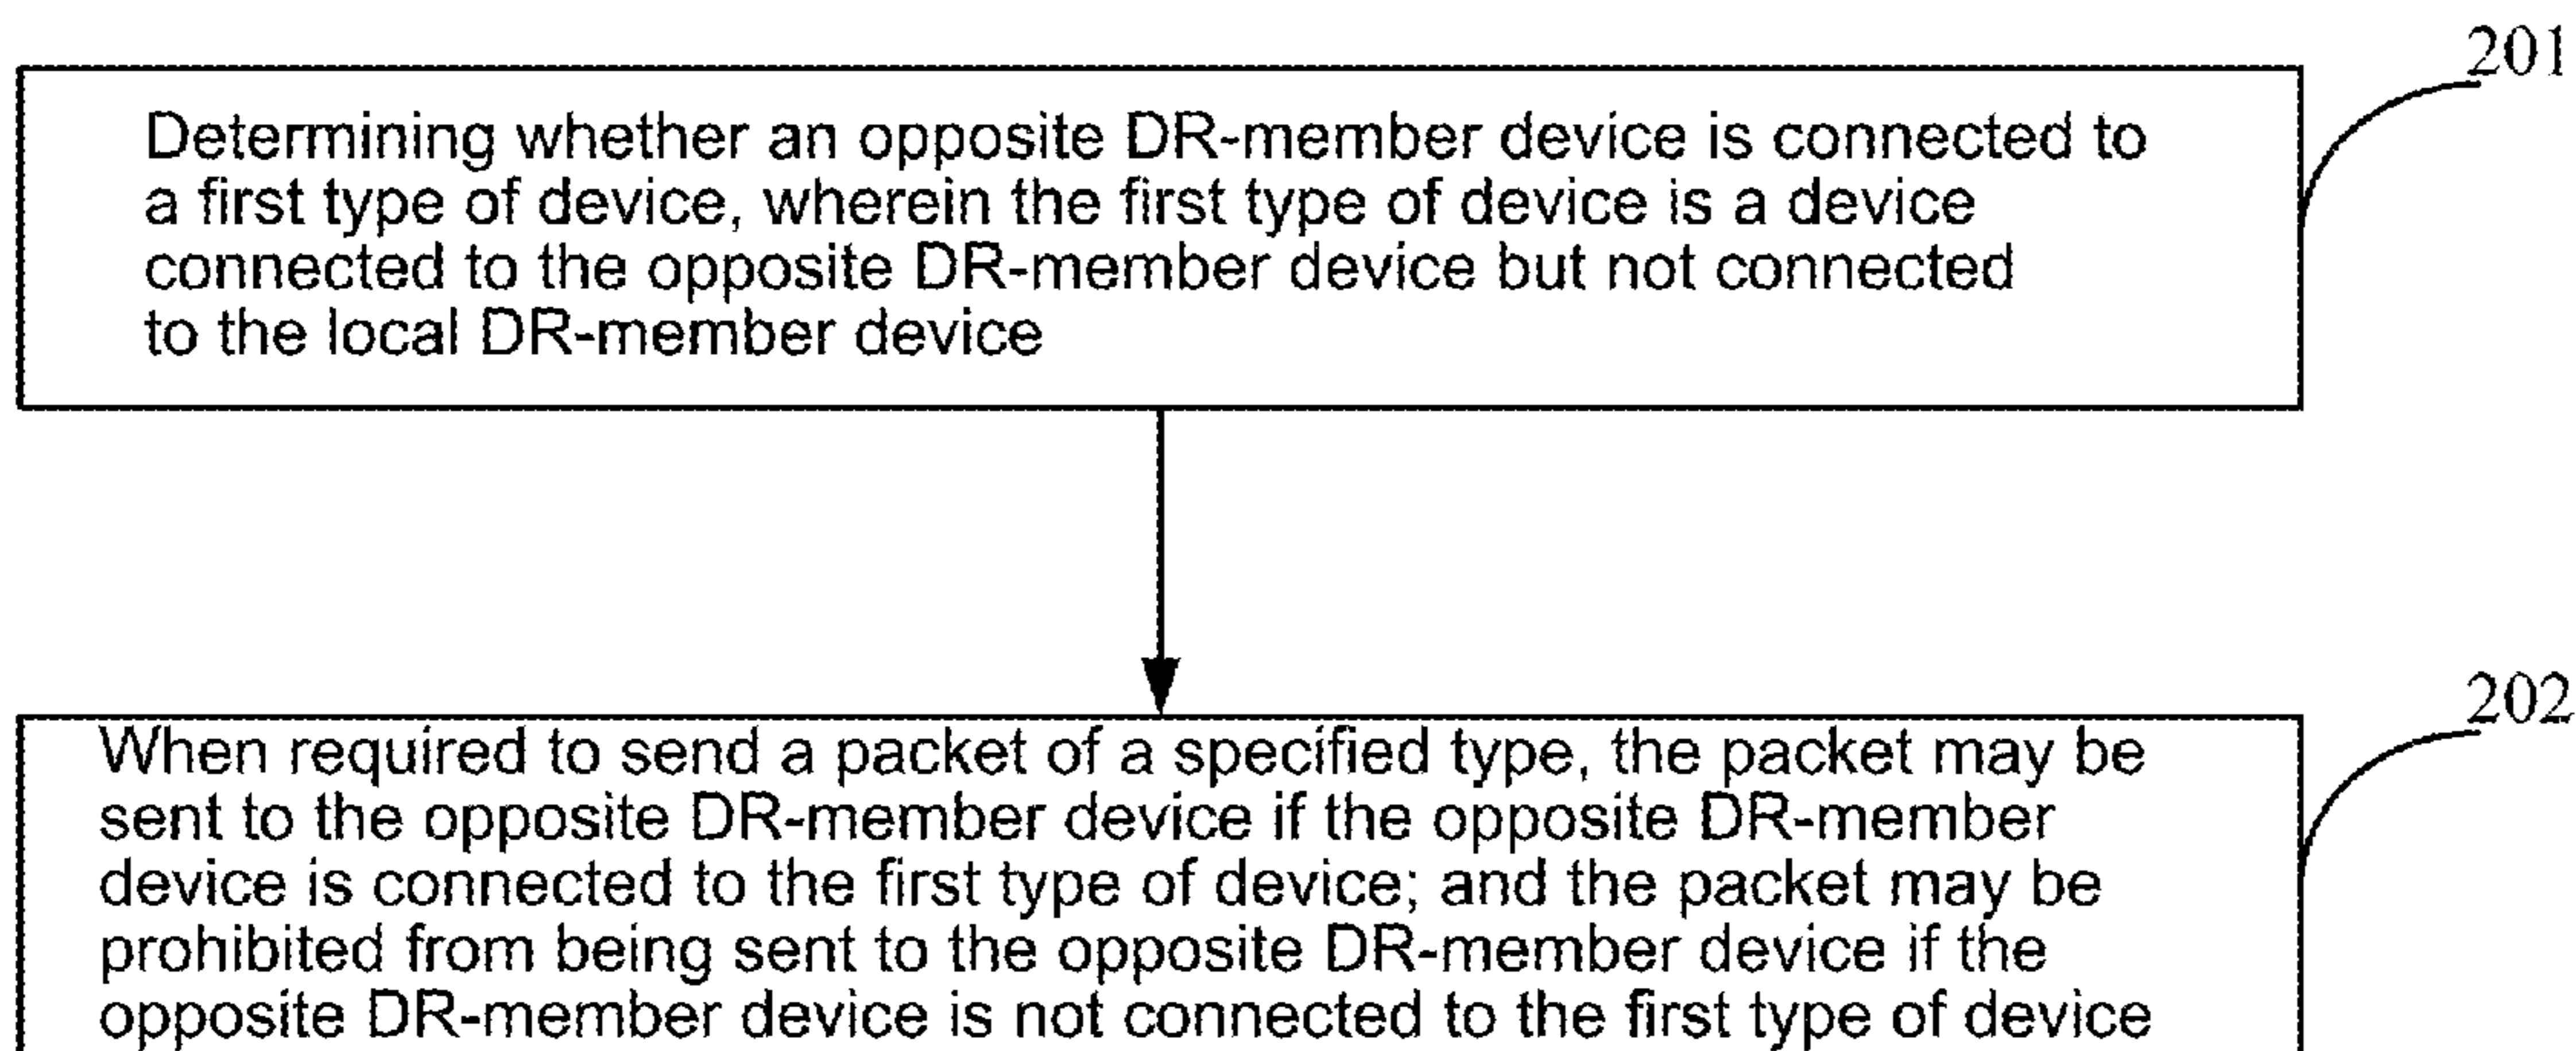 201
Determining whether an opposite DR-member device is connected to
a first type of device, wherein the first type of device is a device
connected to the opposite DR-member device but not connected
to the local DR-member device
202
When required to send a packet of a specified type, the packet may be
sent to the opposite DR-member device if the opposite DR-member
device is connected to the first type of device; and the packet may be
prohibited from being sent to the opposite DR-member device if the
opposite DR-member device is not connected to the first type of device